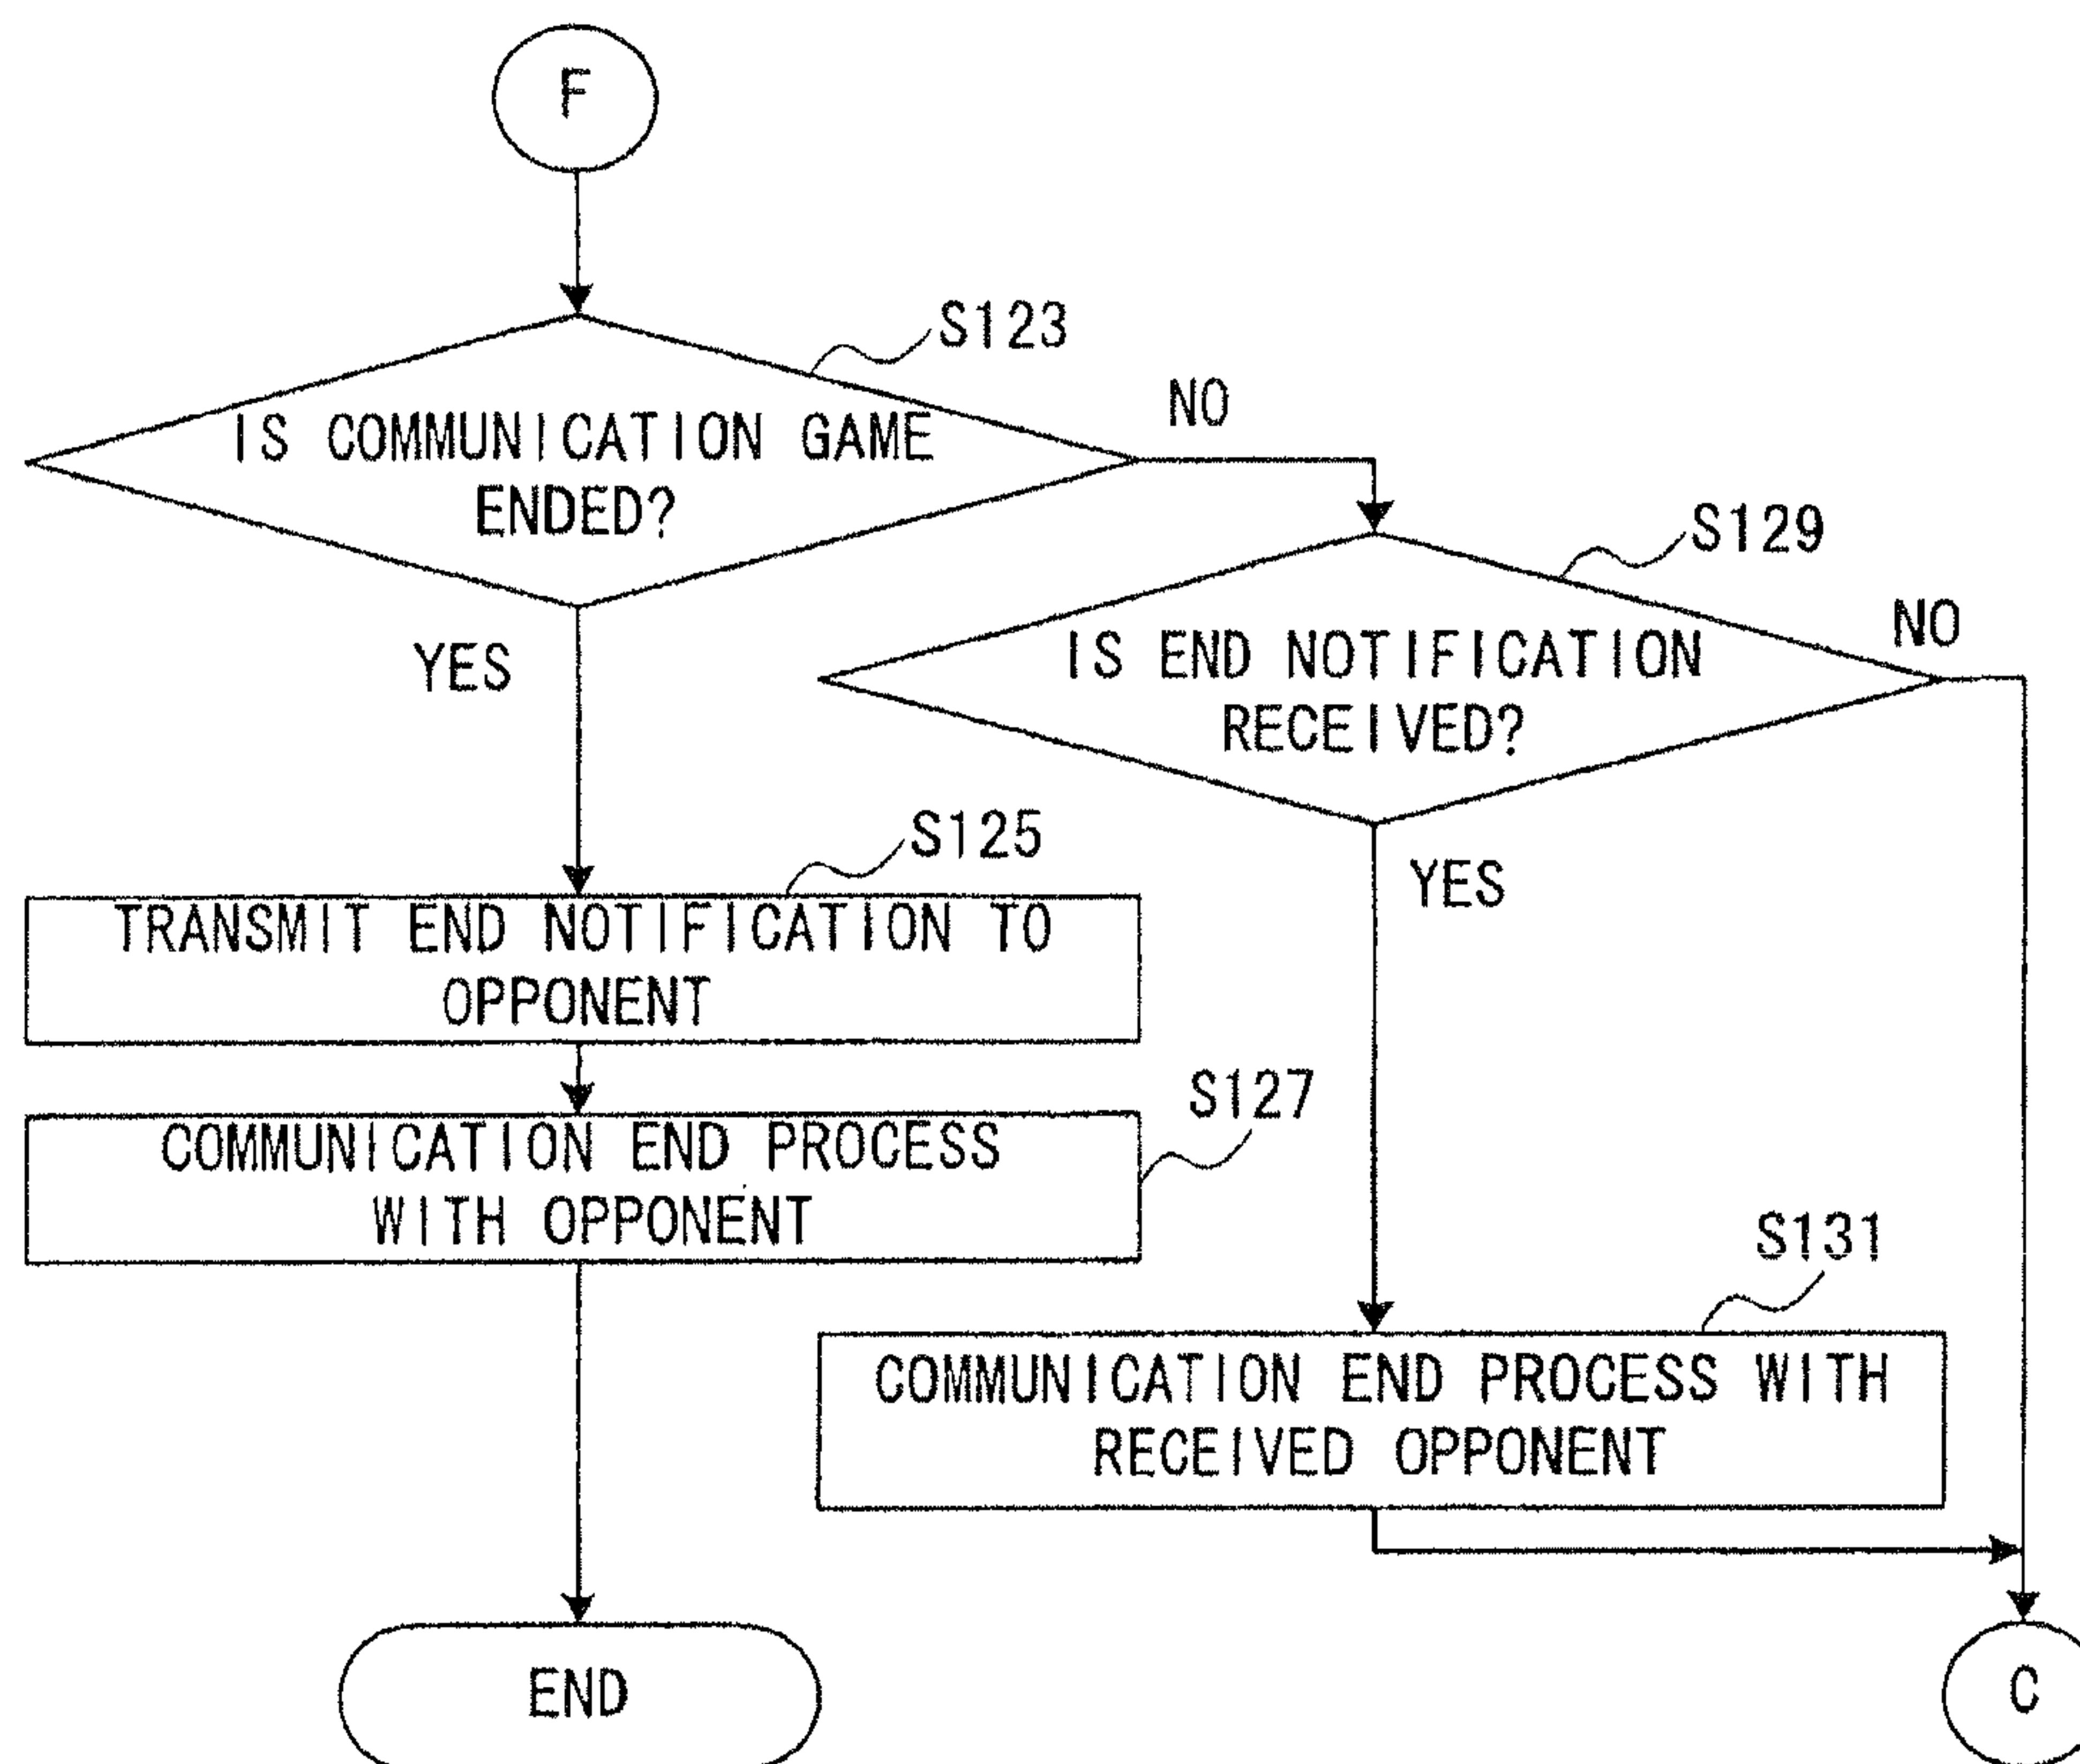 F
S123
IS COMMUNICATION GAME
ENDED?
NO
YES
S129
IS END NOTIFICATION
RECEIVED?
NO
YES
S125
TRANSMIT END NOTIFICATION TO
OPPONENT
S127
COMMUNICATION END PROCESS
WITH OPPONENT
S131
COMMUNICATION END PROCESS WITH
RECEIVED OPPONENT
END
C